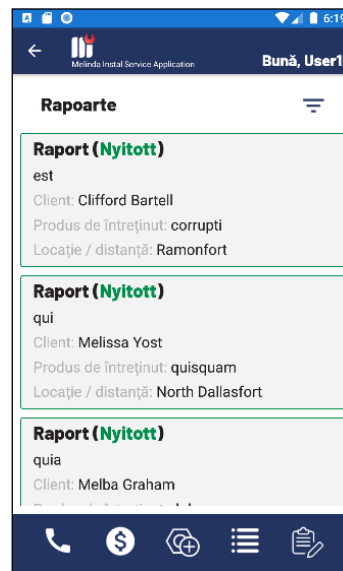 6:19
Melinda Instal Service Application
Bună, User1
Rapoarte
Raport (Nyitott)
est
Client: Clifford Bartell
Produs de întreținut: corrupti
Locație / distanță: Ramonfort
Raport (Nyitott)
qui
Client: Melissa Yost
Produs de întreținut: quisquam
Locație / distanță: North Dallasfort
Raport (Nyitott)
quia
Client: Melba Graham